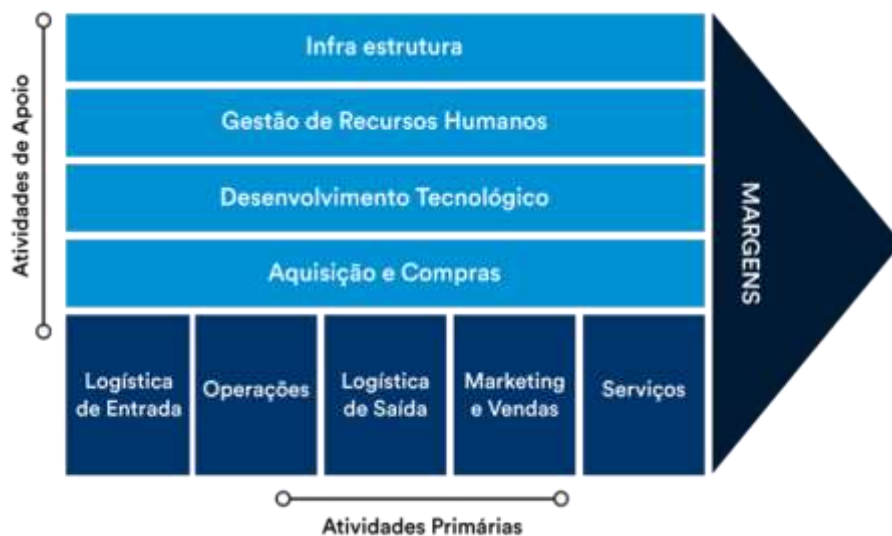 Atividades de Apoio
Infra estrutura
Gestão de Recursos Humanos
Desenvolvimento Tecnológico
Aquisição e Compras
Logística
de Entrada
Operações
Logística
de Saída
Marketing
e Vendas
Serviços
MARGENS
Atividades Primárias